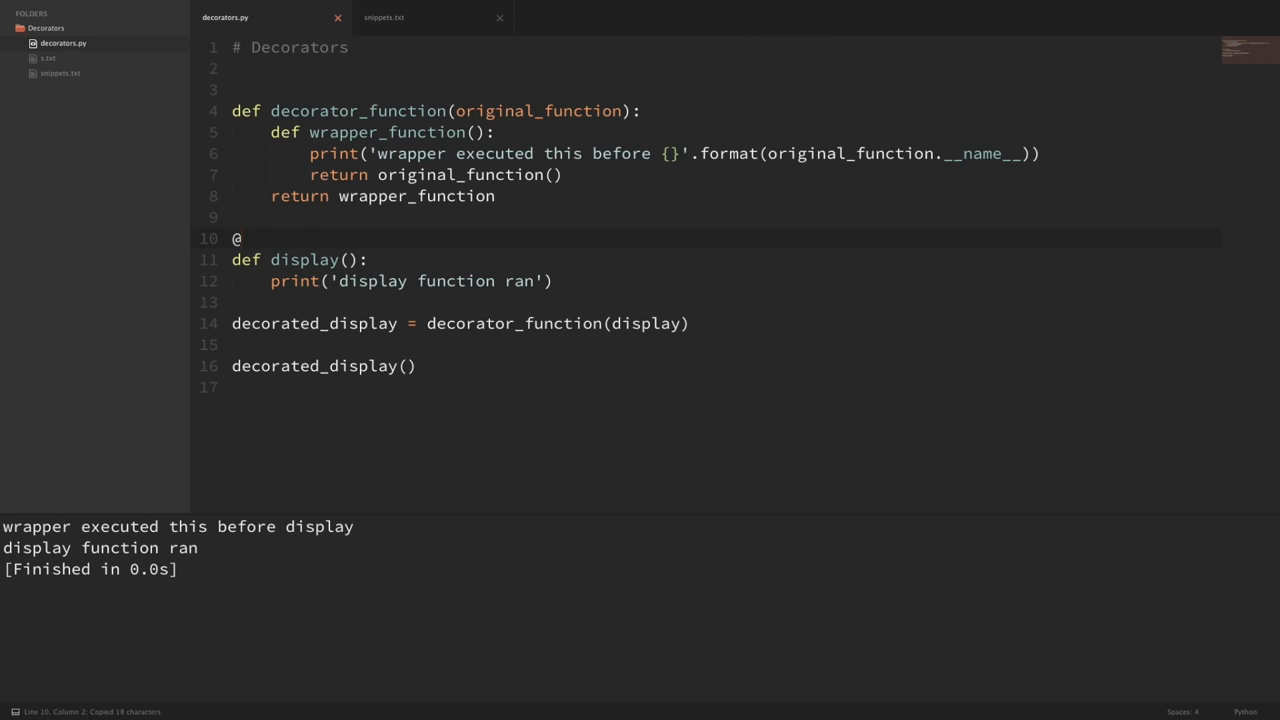 FOLDERS
Decorators
decorators.py
s.txt
snippets.txt
decorators.py
snippets.txt
1 # Decorators
2
3
4 def decorator_function(original_function):
5     def wrapper_function():
6         print('wrapper executed this before {}'.format(original_function.__name__))
7         return original_function()
8     return wrapper_function
9
10 @
11 def display():
12     print('display function ran')
13
14 decorated_display = decorator_function(display)
15
16 decorated_display()
17
wrapper executed this before display
display function ran
[Finished in 0.0s]
Line 10, Column 2; Copied 18 characters
Spaces: 4
Python